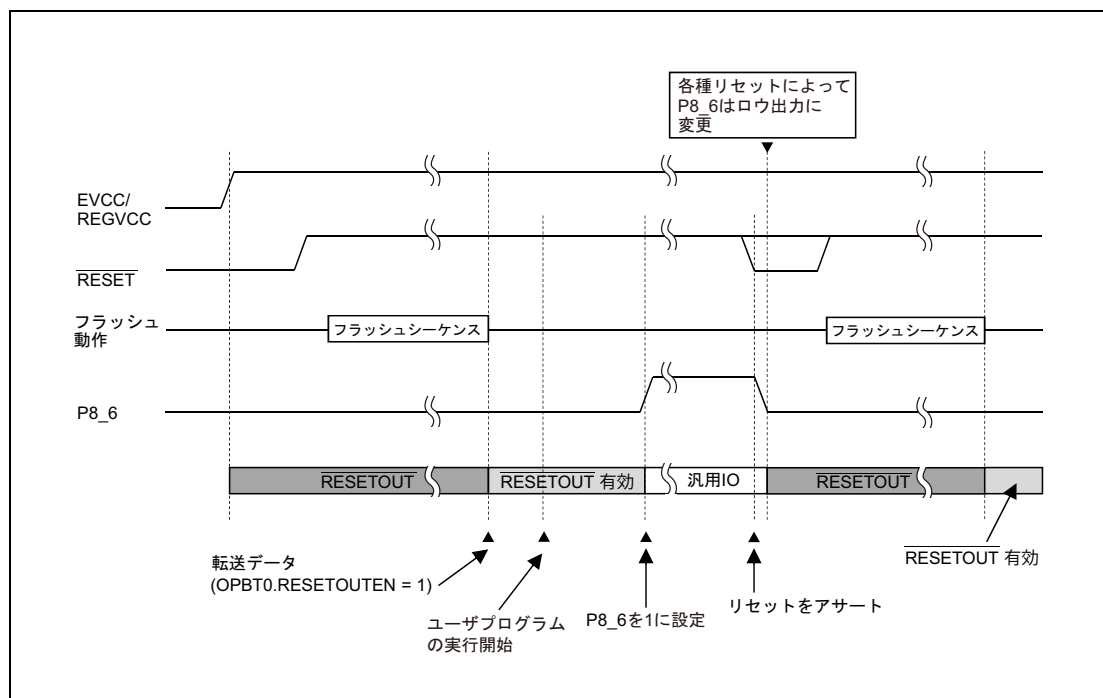 各種リセットによって
P8_6はロウ出力に
変更
EVCC/
REGVCC
RESET
フラッシュ
動作
フラッシュシーケンス
フラッシュシーケンス
P8_6
RESETOUT
RESETOUT 有効
汎用IO
RESETOUT
RESETOUT 有効
転送データ
(OPBT0.RESETOUTEN = 1)
ユーザプログラム
の実行開始
P8_6を1に設定
リセットをアサート